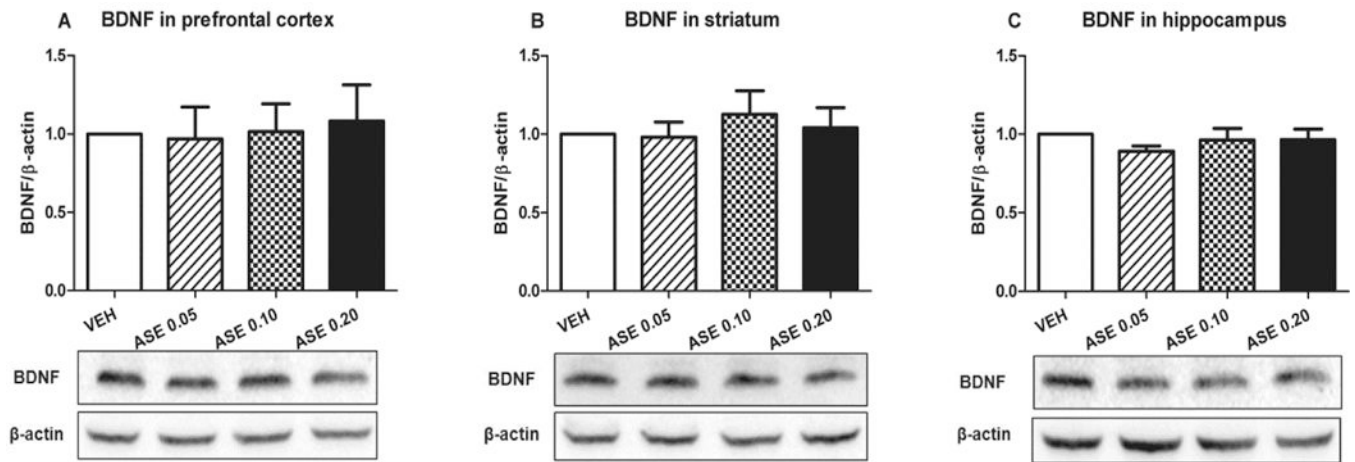 A BDNF in prefrontal cortex
1.5
1.0
0.5
0.0
BDNF/β-actin
VEH
ASE 0.05
ASE 0.10
ASE 0.20
BDNF
β-actin
B BDNF in striatum
1.5
1.0
0.5
0.0
BDNF/β-actin
VEH
ASE 0.05
ASE 0.10
ASE 0.20
BDNF
β-actin
C BDNF in hippocampus
1.5
1.0
0.5
0.0
BDNF/β-actin
VEH
ASE 0.05
ASE 0.10
ASE 0.20
BDNF
β-actin